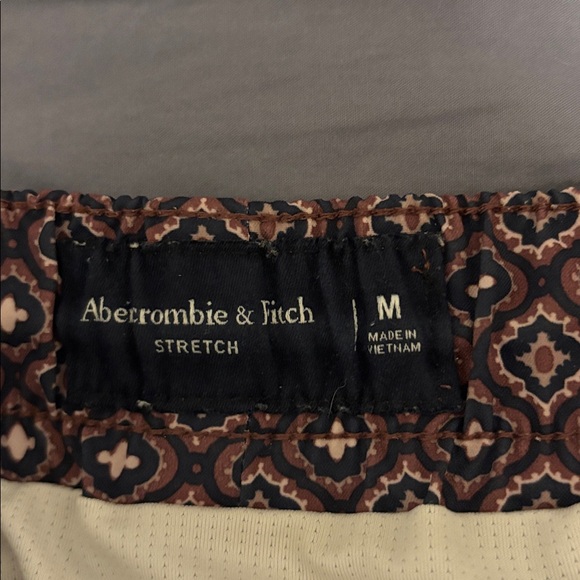 Abercrombie & Fitch
STRETCH
M
MADE IN
VIETNAM